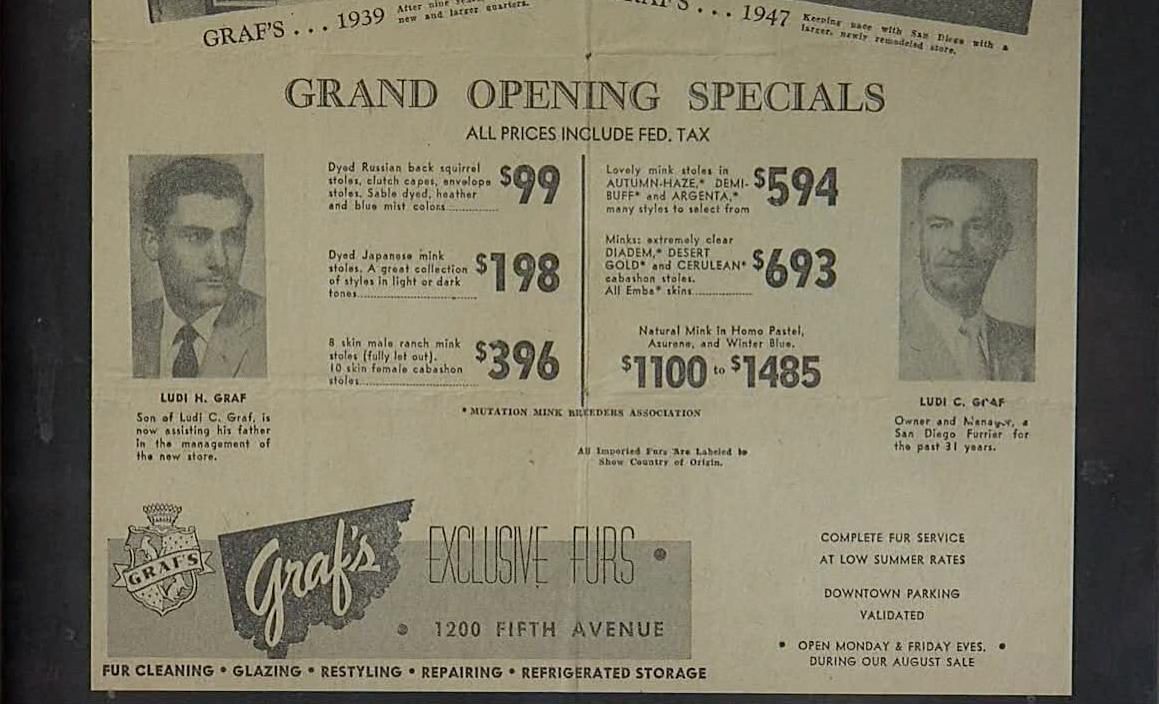 GRAF'S . . . 1939
After nine years,
new and larger quarters.
GRAF'S . . . 1947
Keeping pace with San Diego with a
larger, newly remodeled store.
GRAND OPENING SPECIALS
ALL PRICES INCLUDE FED. TAX
Dyed Russian back squirrel
stoles, clutch capes, envelope
stoles. Sable dyed, heather
and blue mist colors............ $99
Dyed Japanese mink
stoles. A great collection
of styles in light or dark
tones............................ $198
8 skin male ranch mink
stoles (fully let out).
10 skin female cabashon
stoles........................... $396
Lovely mink stoles in
AUTUMN-HAZE,* DEMI-
BUFF* and ARGENTA,*
many styles to select from $594
Minks: extremely clear
DIADEM,* DESERT
GOLD* and CERULEAN*
cabashon stoles.
All Emba* skins.............. $693
Natural Mink in Homo Pastel,
Azurene, and Winter Blue.
$1100 to $1485
* MUTATION MINK BREEDERS ASSOCIATION
All Imported Furs Are Labeled to
Show Country of Origin.
LUDI H. GRAF
Son of Ludi C. Graf, is
now assisting his father
in the management of
the new store.
LUDI C. GRAF
Owner and Manager, a
San Diego Furrier for
the past 31 years.
GRAF'S
Graf's
EXCLUSIVE FURS •
• 1200 FIFTH AVENUE
FUR CLEANING • GLAZING • RESTYLING • REPAIRING • REFRIGERATED STORAGE
COMPLETE FUR SERVICE
AT LOW SUMMER RATES
DOWNTOWN PARKING
VALIDATED
• OPEN MONDAY & FRIDAY EVES. •
DURING OUR AUGUST SALE